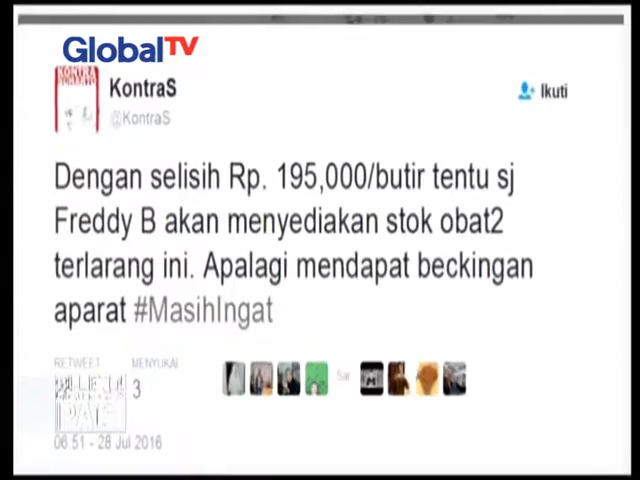 GlobalTV
KontraS
@KontraS
Ikuti
Dengan selisih Rp. 195,000/butir tentu sj
Freddy B akan menyediakan stok obat2
terlarang ini. Apalagi mendapat beckingan
aparat #MasihIngat
RETWEET
MENYUKAI
3
06.51 - 28 Jul 2016